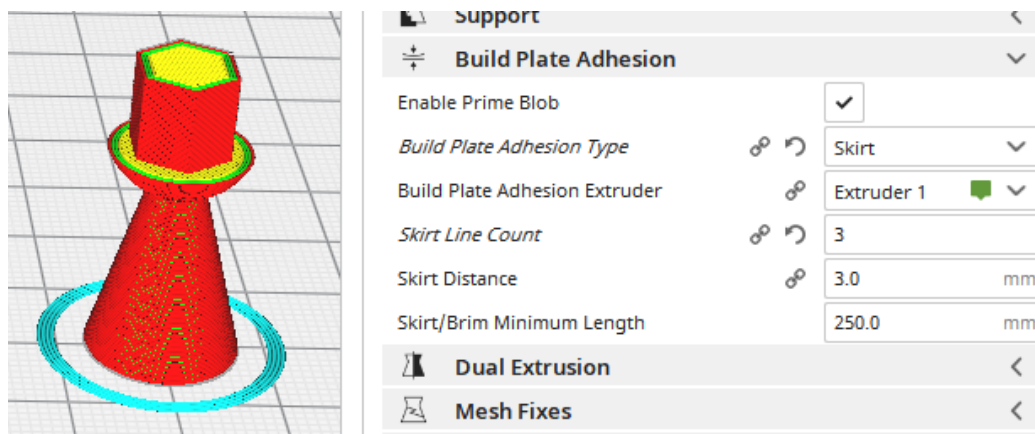 Support
Build Plate Adhesion
Enable Prime Blob
Build Plate Adhesion Type Skirt
Build Plate Adhesion Extruder Extruder 1
Skirt Line Count 3
Skirt Distance 3.0 mm
Skirt/Brim Minimum Length 250.0 mm
Dual Extrusion
Mesh Fixes